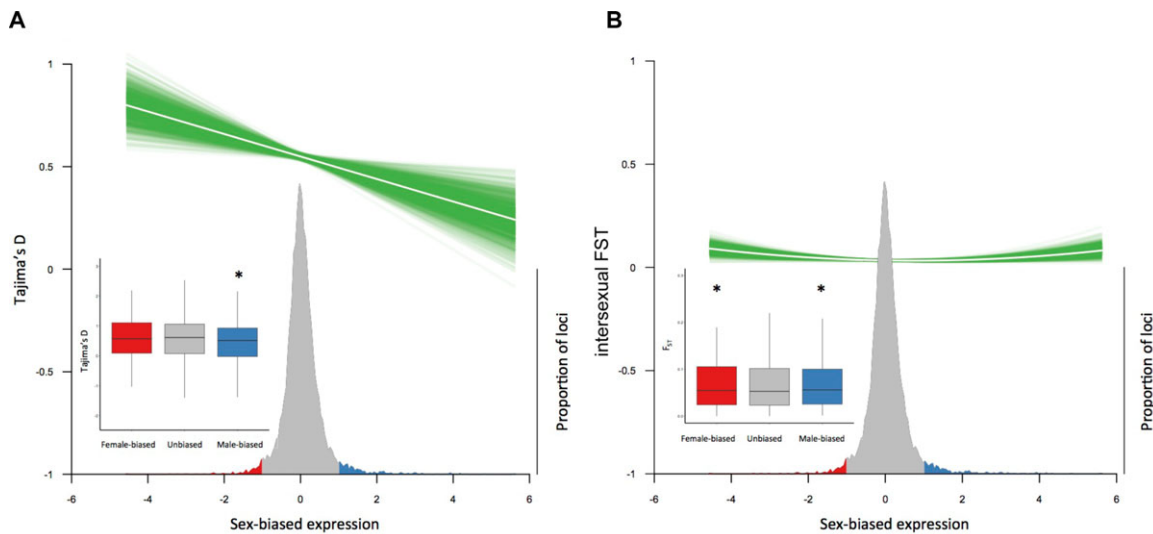 A
1
0.5
0
-0.5
-1
Tajima's D
-6 -4 -2 0 2 4 6
Sex-biased expression
Proportion of loci
Tajima's D
*
Female-biased Unbiased Male-biased
B
1
0.5
0
-0.5
-1
intersexual FST
-6 -4 -2 0 2 4 6
Sex-biased expression
Proportion of loci
FST
* *
Female-biased Unbiased Male-biased